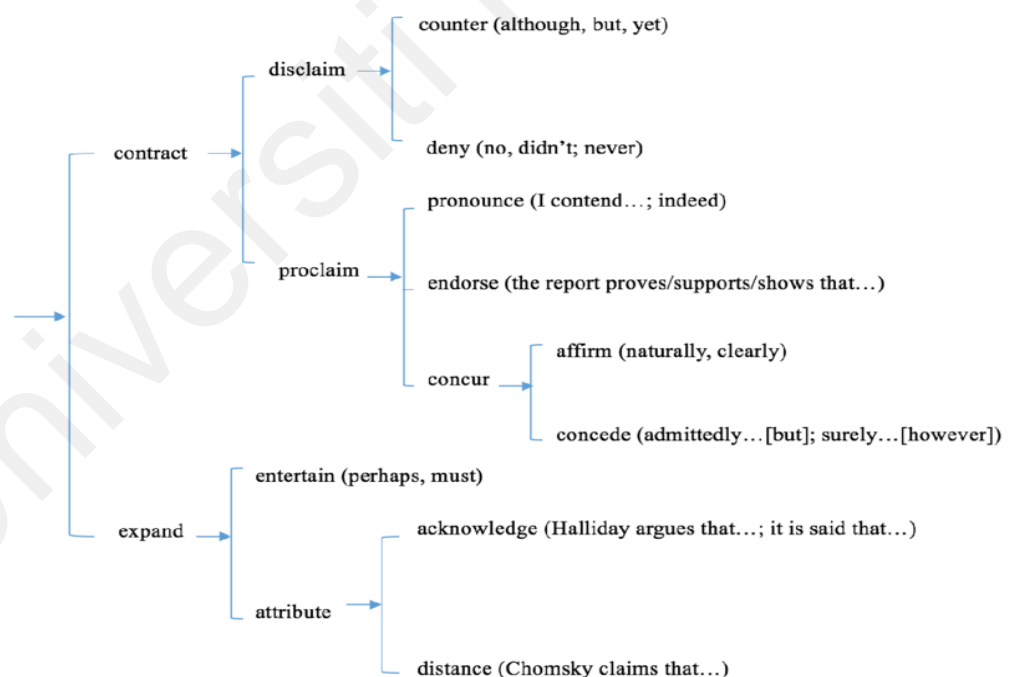 counter (although, but, yet)
disclaim
deny (no, didn't; never)
contract
pronounce (I contend…; indeed)
proclaim
endorse (the report proves/supports/shows that…)
affirm (naturally, clearly)
concur
concede (admittedly…[but]; surely…[however])
entertain (perhaps, must)
expand
acknowledge (Halliday argues that…; it is said that…)
attribute
distance (Chomsky claims that…)